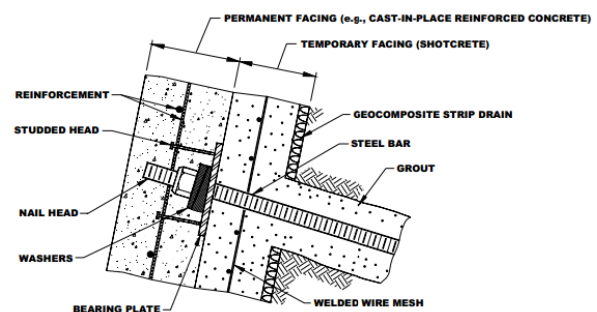 PERMANENT FACING (e.g., CAST-IN-PLACE REINFORCED CONCRETE)
TEMPORARY FACING (SHOTCRETE)
REINFORCEMENT
GEOCOMPOSITE STRIP DRAIN
STUDDED HEAD
STEEL BAR
GROUT
NAIL HEAD
WASHERS
BEARING PLATE
WELDED WIRE MESH